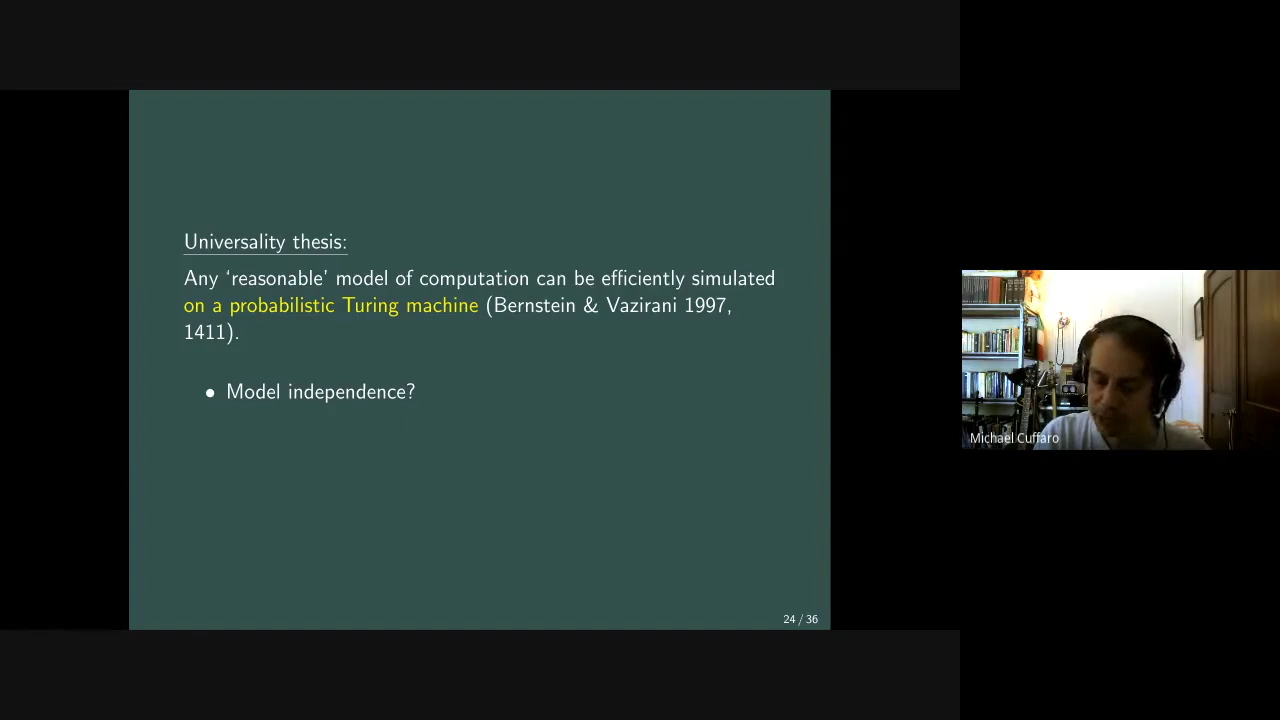 Universality thesis:
Any ‘reasonable’ model of computation can be efficiently simulated
on a probabilistic Turing machine (Bernstein & Vazirani 1997,
1411).
• Model independence?
24 / 36
Michael Cuffaro